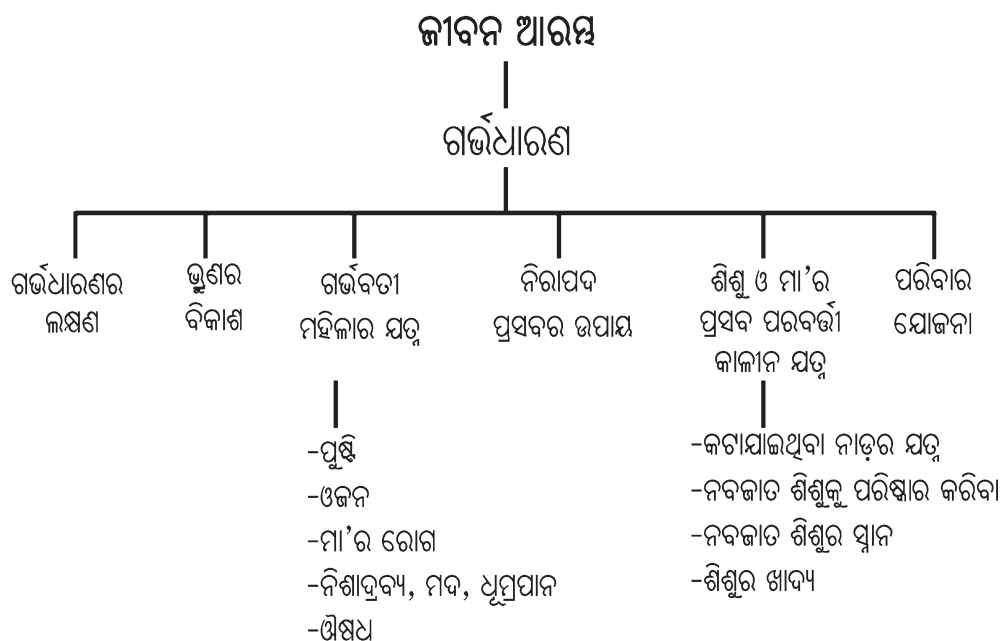 ଜୀବନ ଆରମ୍ଭ
ଗର୍ଭଧାରଣ
ଗର୍ଭଧାରଣର
ଲକ୍ଷଣ
ଭ୍ରୁଣର
ବିକାଶ
ଗର୍ଭବତୀ
ମହିଳାର ଯତ୍ନ
ନିରାପଦ
ପ୍ରସବର ଉପାୟ
ଶିଶୁ ଓ ମା’ର
ପ୍ରସବ ପରବର୍ତ୍ତୀ
କାଳୀନ ଯତ୍ନ
ପରିବାର
ଯୋଜନା
-ପୁଷ୍ଟି
-ଓଜନ
-ମା’ର ରୋଗ
-ନିଶାଦ୍ରବ୍ୟ, ମଦ, ଧୂମ୍ରପାନ
-ଔଷଧ
-କଟାଯାଇଥିବା ନାଡ଼ର ଯତ୍ନ
-ନବଜାତ ଶିଶୁକୁ ପରିଷ୍କାର କରିବା
-ନବଜାତ ଶିଶୁର ସ୍ନାନ
-ଶିଶୁର ଖାଦ୍ୟ